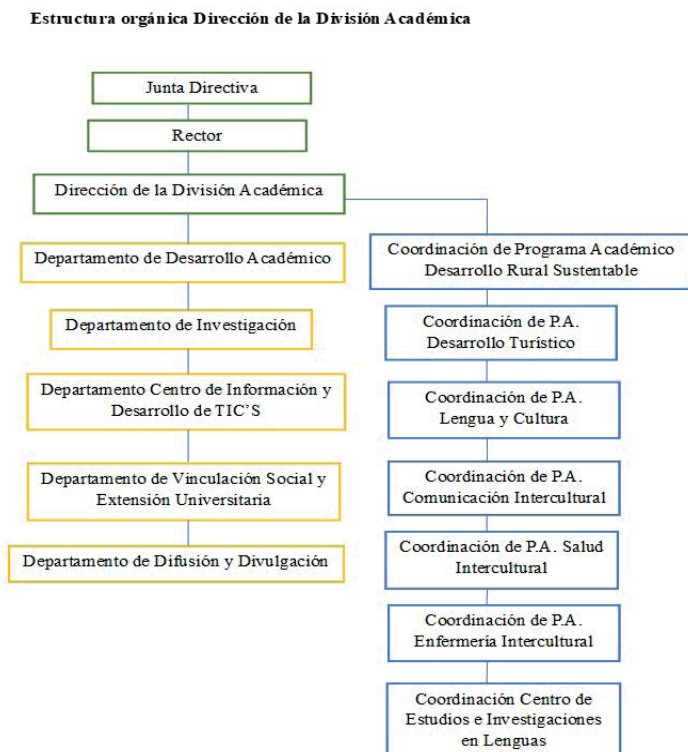 Estructura orgánica Dirección de la División Académica
Junta Directiva
Rector
Dirección de la División Académica
Departamento de Desarrollo Académico
Departamento de Investigación
Departamento Centro de Información y
Desarrollo de TIC'S
Departamento de Vinculación Social y
Extensión Universitaria
Departamento de Difusión y Divulgación
Coordinación de Programa Académico
Desarrollo Rural Sustentable
Coordinación de P.A.
Desarrollo Turístico
Coordinación de P.A.
Lengua y Cultura
Coordinación de P.A.
Comunicación Intercultural
Coordinación de P.A. Salud
Intercultural
Coordinación de P.A.
Enfermería Intercultural
Coordinación Centro de
Estudios e Investigaciones
en Lenguas